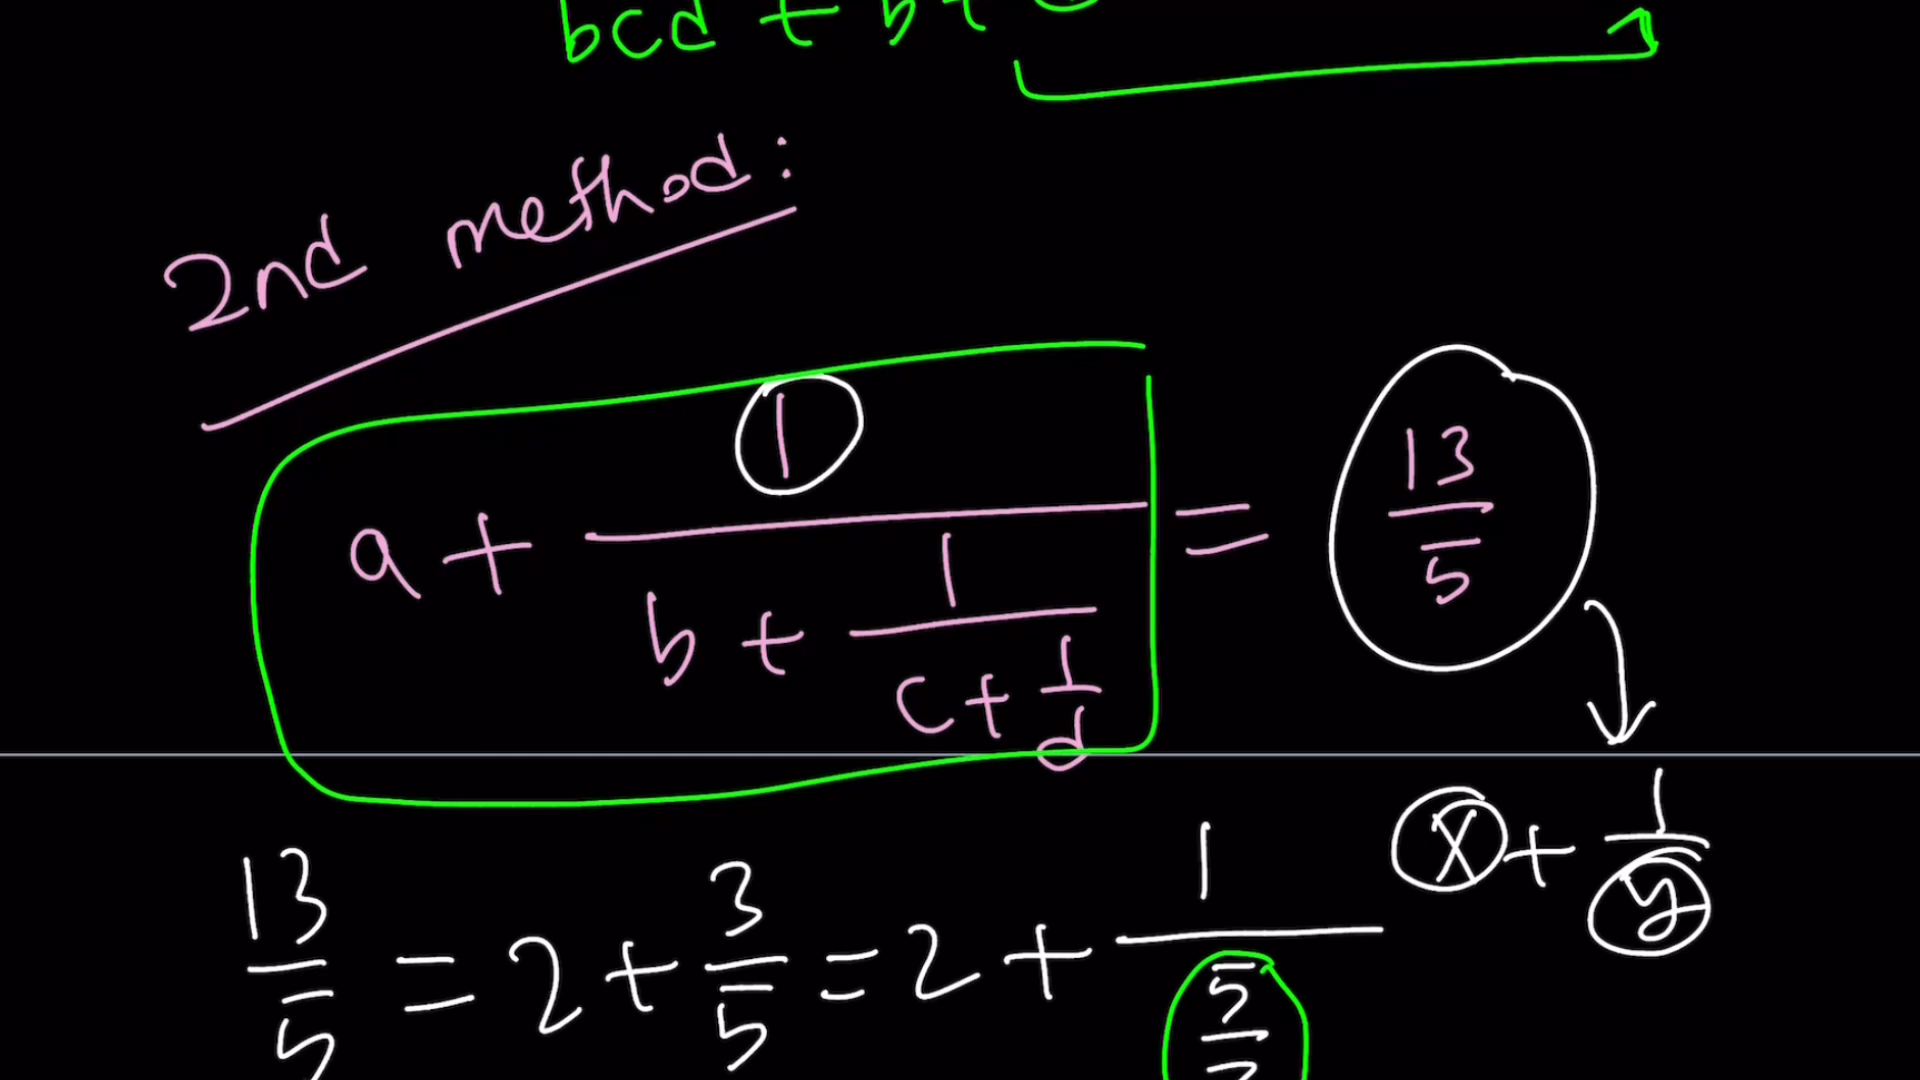 bcd + b +
2nd method:
a + 1/(b + 1/(c + 1/d)) = 13/5
x + 1/y
13/5 = 2 + 3/5 = 2 + 1/(5/3)